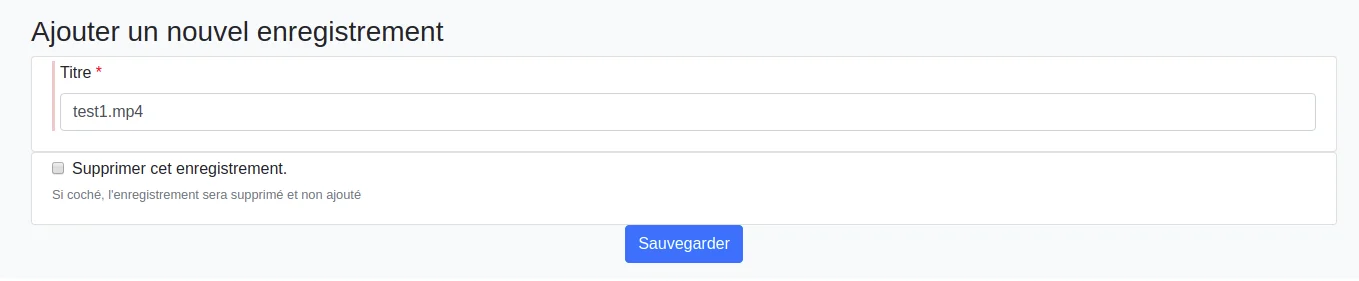 Ajouter un nouvel enregistrement
Titre *
test1.mp4
Supprimer cet enregistrement.
Si coché, l'enregistrement sera supprimé et non ajouté
Sauvegarder